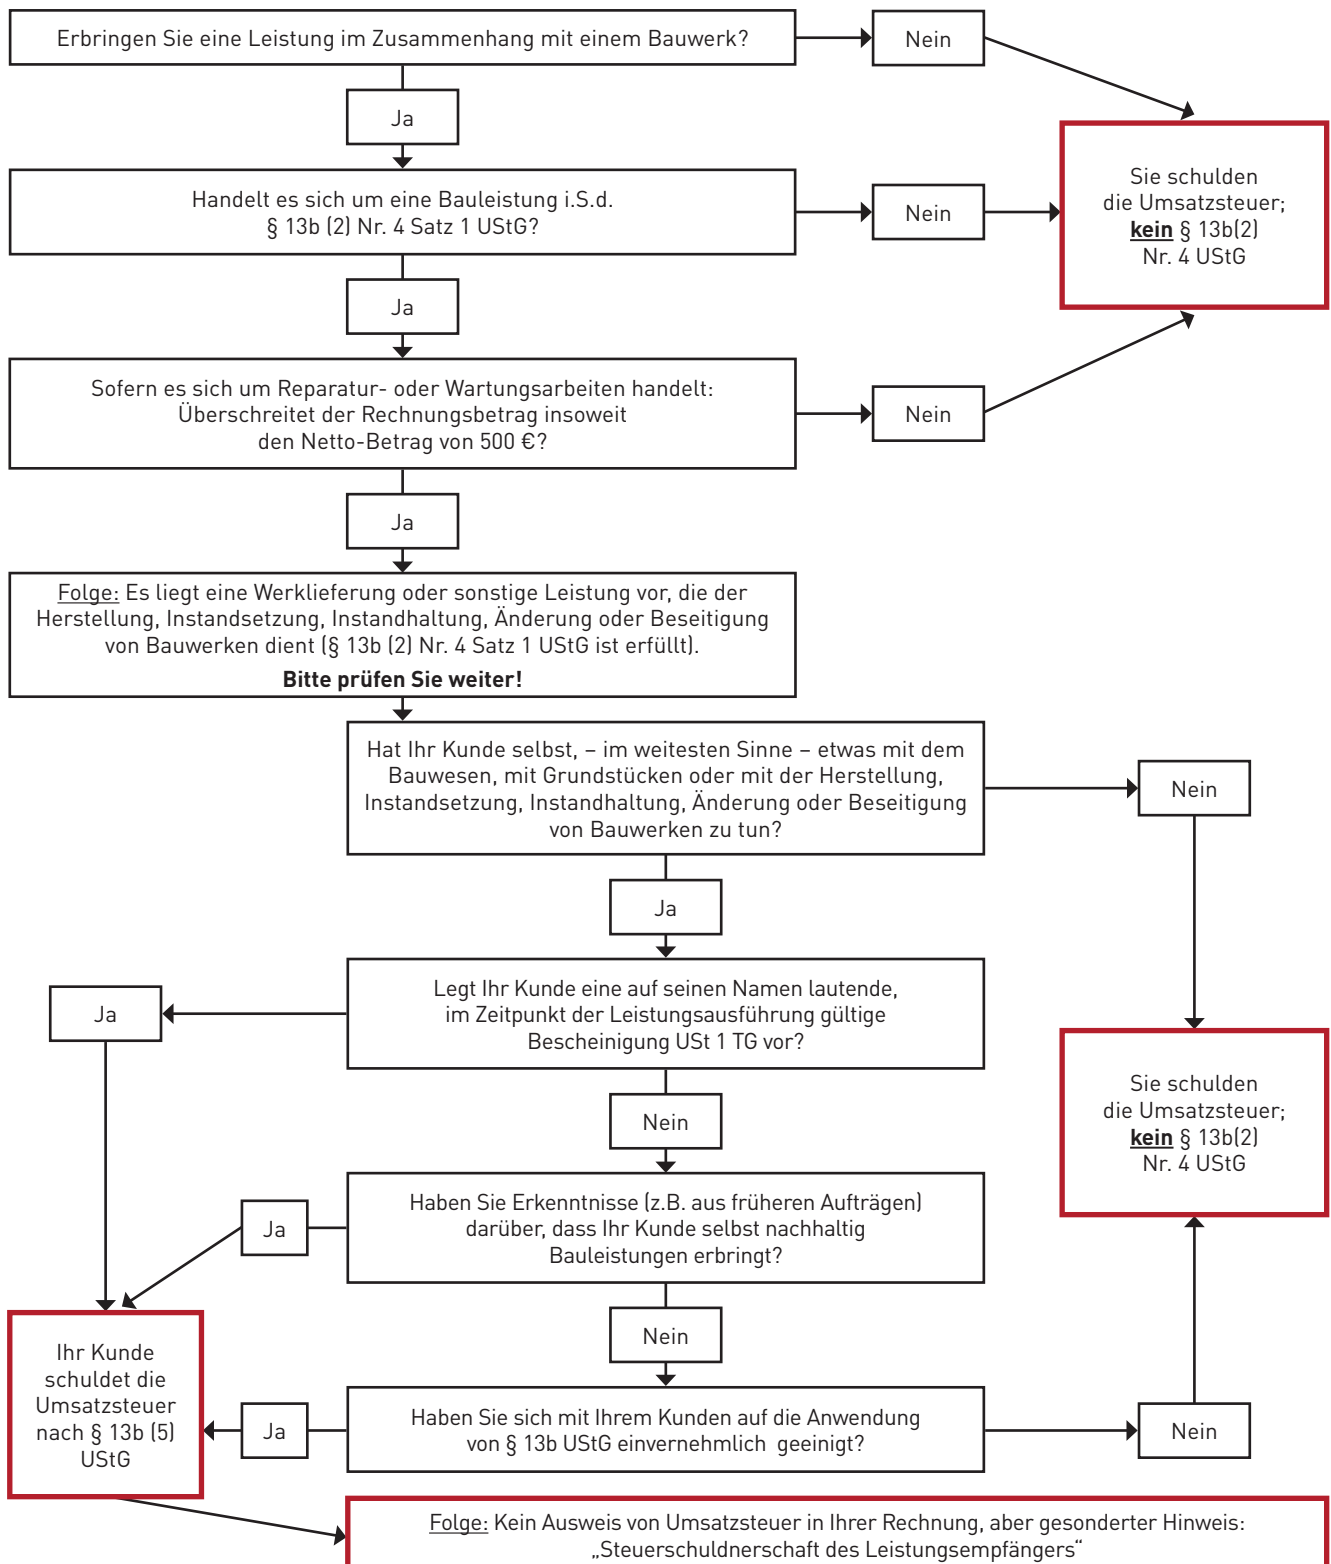 Erbringen Sie eine Leistung im Zusammenhang mit einem Bauwerk?
Nein
Ja
Sie schulden
die Umsatzsteuer;
kein § 13b(2)
Nr. 4 UStG
Handelt es sich um eine Bauleistung i.S.d.
§ 13b (2) Nr. 4 Satz 1 UStG?
Nein
Ja
Sofern es sich um Reparatur- oder Wartungsarbeiten handelt:
Überschreitet der Rechnungsbetrag insoweit
den Netto-Betrag von 500 €?
Nein
Ja
Folge: Es liegt eine Werklieferung oder sonstige Leistung vor, die der
Herstellung, Instandsetzung, Instandhaltung, Änderung oder Beseitigung
von Bauwerken dient (§ 13b (2) Nr. 4 Satz 1 UStG ist erfüllt).
Bitte prüfen Sie weiter!
Hat Ihr Kunde selbst, – im weitesten Sinne – etwas mit dem
Bauwesen, mit Grundstücken oder mit der Herstellung,
Instandsetzung, Instandhaltung, Änderung oder Beseitigung
von Bauwerken zu tun?
Nein
Ja
Legt Ihr Kunde eine auf seinen Namen lautende,
im Zeitpunkt der Leistungsausführung gültige
Bescheinigung USt 1 TG vor?
Ja
Nein
Sie schulden
die Umsatzsteuer;
kein § 13b(2)
Nr. 4 UStG
Haben Sie Erkenntnisse (z.B. aus früheren Aufträgen)
darüber, dass Ihr Kunde selbst nachhaltig
Bauleistungen erbringt?
Ja
Nein
Ihr Kunde
schuldet die
Umsatzsteuer
nach § 13b (5)
UStG
Haben Sie sich mit Ihrem Kunden auf die Anwendung
von § 13b UStG einvernehmlich geeinigt?
Ja
Nein
Folge: Kein Ausweis von Umsatzsteuer in Ihrer Rechnung, aber gesonderter Hinweis:
„Steuerschuldnerschaft des Leistungsempfängers“